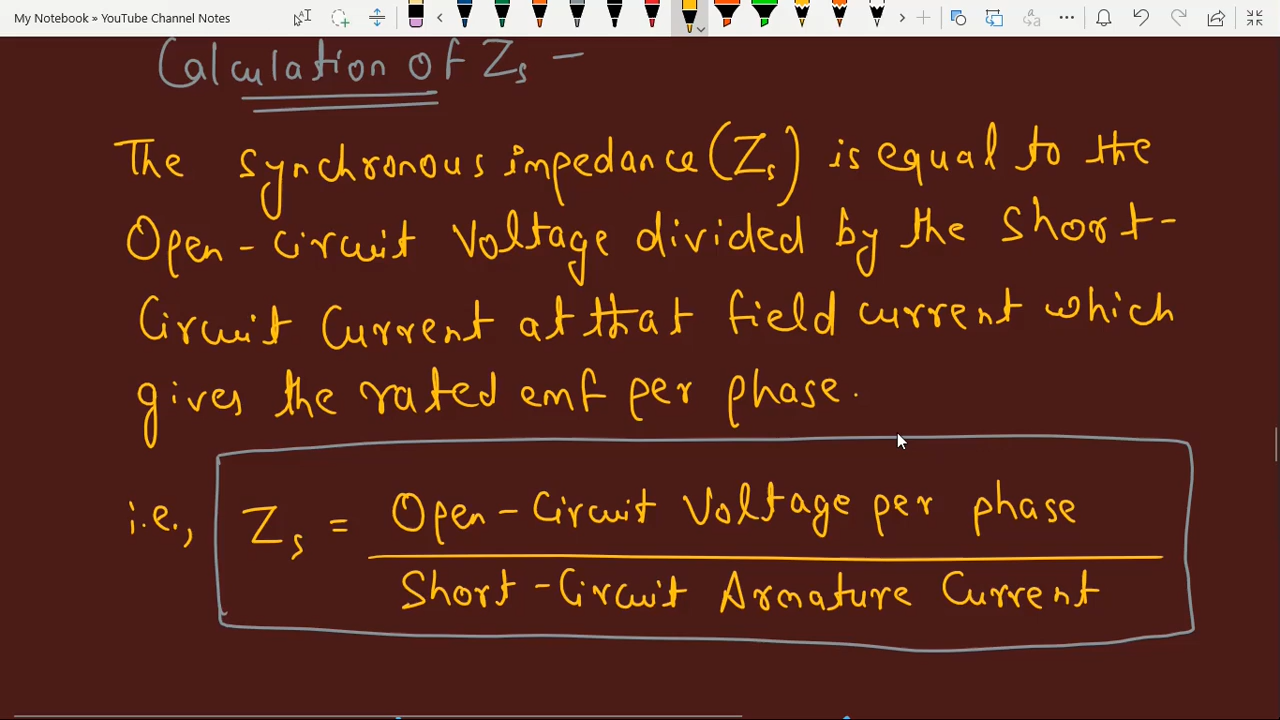 My Notebook » YouTube Channel Notes
Calculation of Zs –
The synchronous impedance (Zs) is equal to the
Open-Circuit Voltage divided by the Short-
Circuit Current at that field current which
gives the rated emf per phase.
i.e., Zs = Open-Circuit Voltage per phase
Short-Circuit Armature Current